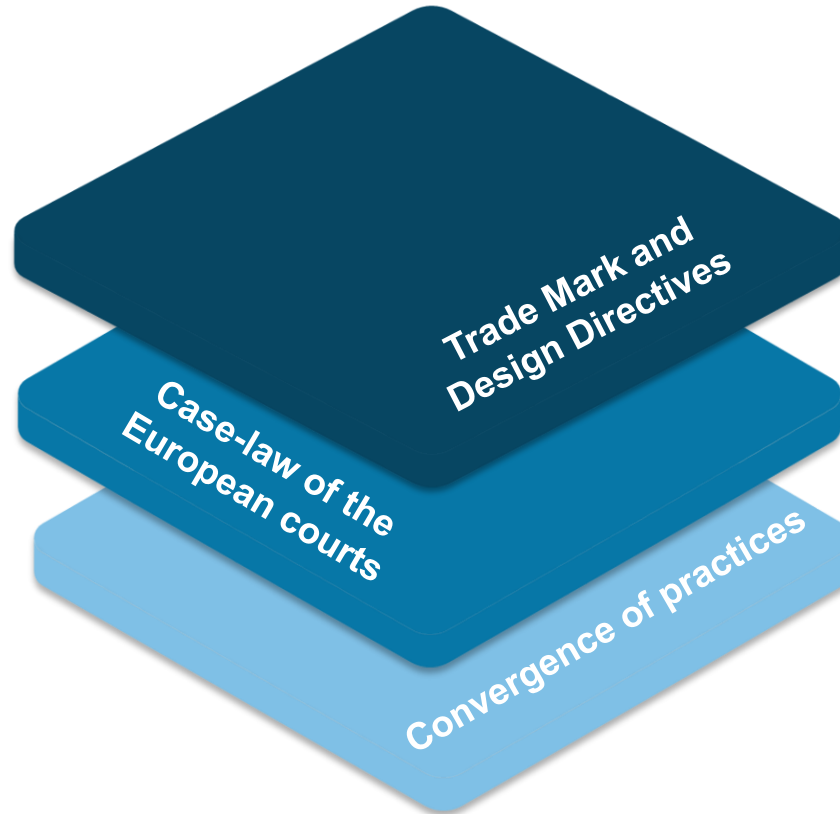 Trade Mark and
Design Directives
Case-law of the
European courts
Convergence of practices